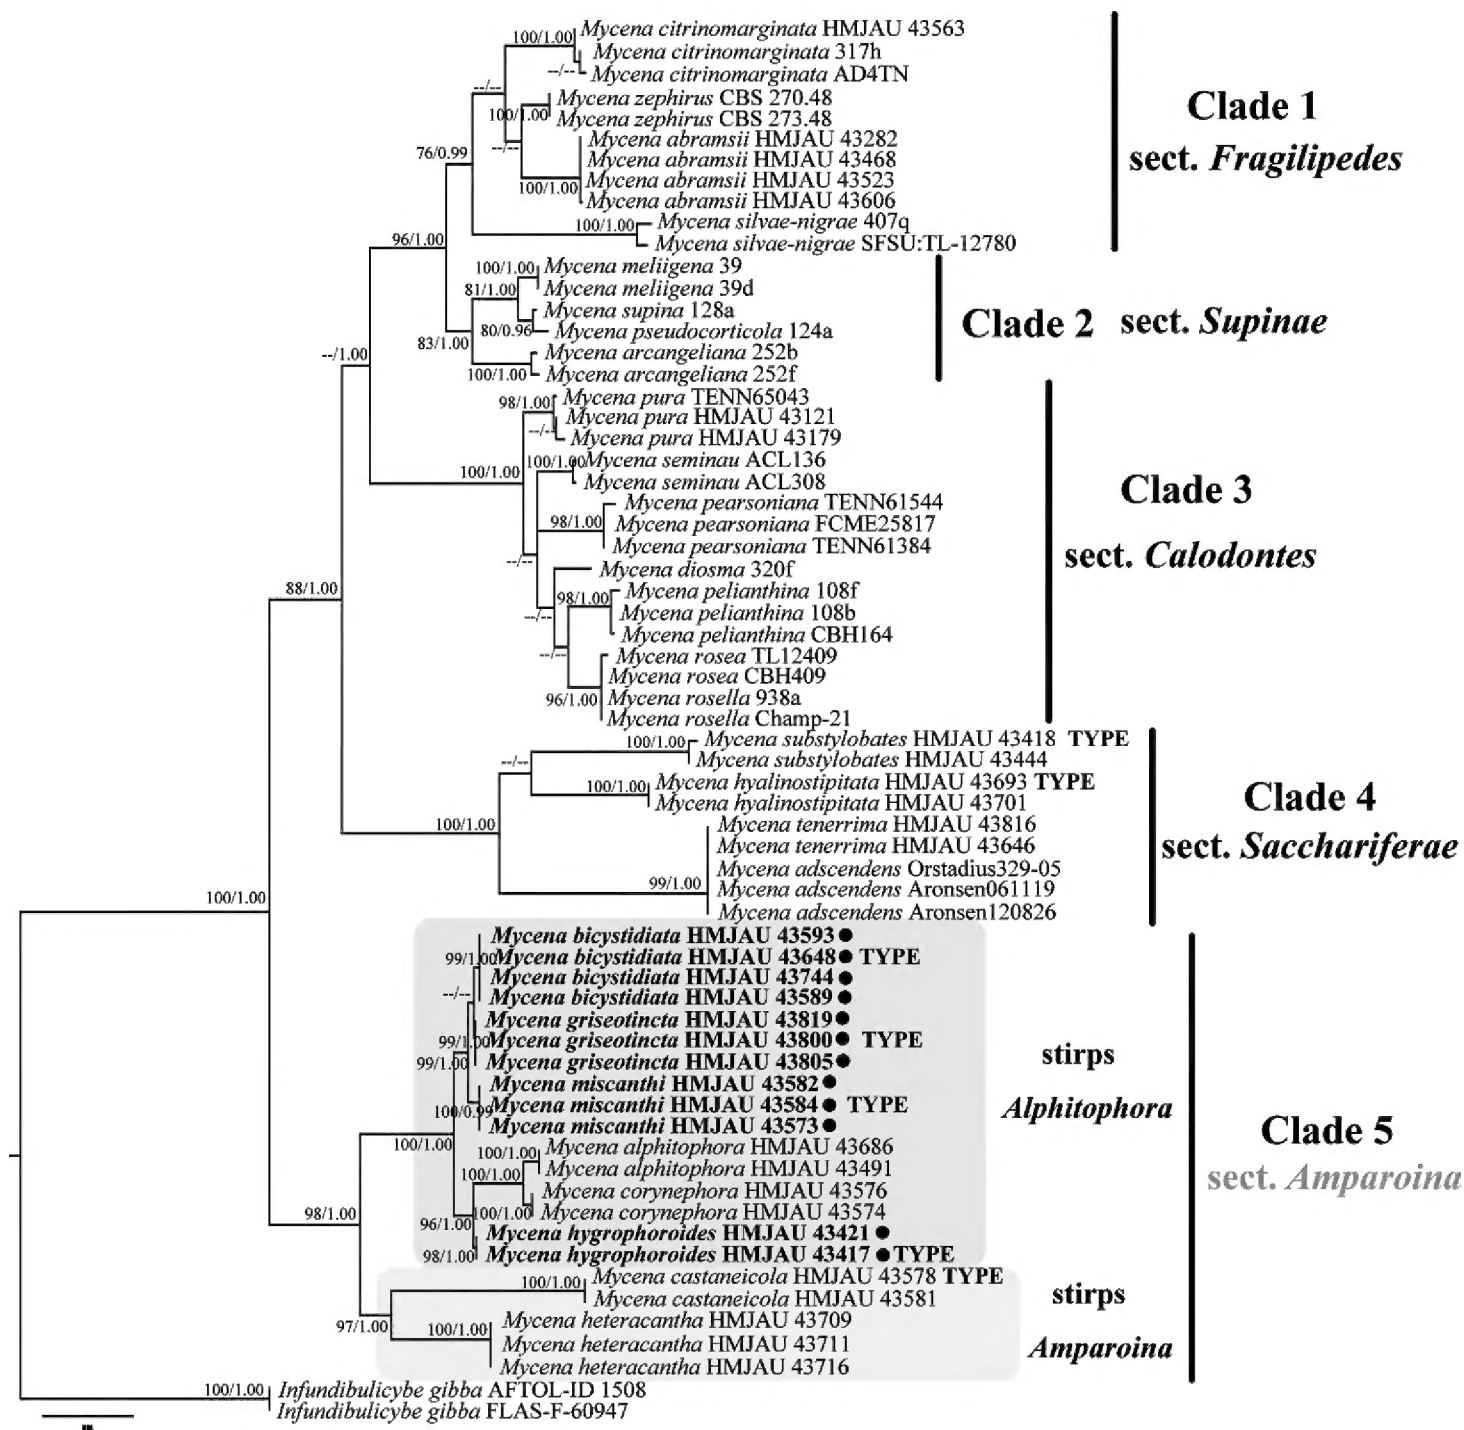 100/1.00 Mycena citrinomarginata HMJAU 43563
Mycena citrinomarginata 317h
--/-- Mycena citrinomarginata AD4TN
--/--
Mycena zephirus CBS 270.48
100/1.00 Mycena zephirus CBS 273.48
Clade 1
Mycena abramsii HMJAU 43282
--/--
76/0.99
Mycena abramsii HMJAU 43468
sect. Fragilipedes
Mycena abramsii HMJAU 43523
100/1.00
Mycena abramsii HMJAU 43606
100/1.00 Mycena silvae-nigrae 407q
96/1.00
Mycena silvae-nigrae SFSU:TL-12780
100/1.00 Mycena meliigena 39
81/1.00 Mycena meliigena 39d
Mycena supina 128a
80/0.96 Mycena pseudocorticola 124a
Clade 2 sect. Supinae
83/1.00
Mycena arcangeliana 252b
--/1.00
100/1.00 Mycena arcangeliana 252f
Mycena pura TENN65043
98/1.00
Mycena pura HMJAU 43121
--/-- Mycena pura HMJAU 43179
100/1.00 Mycena seminau ACL136
100/1.00
Mycena seminau ACL308
Clade 3
Mycena pearsoniana TENN61544
98/1.00 Mycena pearsoniana FCME25817
Mycena pearsoniana TENN61384
sect. Calodontes
--/--
Mycena diosma 320f
88/1.00
Mycena pelianthina 108f
98/1.00
Mycena pelianthina 108b
--/--
Mycena pelianthina CBH164
--/--
Mycena rosea TL12409
Mycena rosea CBH409
96/1.00 Mycena rosella 938a
Mycena rosella Champ-21
100/1.00 Mycena substylobates HMJAU 43418 TYPE
--/--
Mycena substylobates HMJAU 43444
100/1.00 Mycena hyalinostipitata HMJAU 43693 TYPE
Mycena hyalinostipitata HMJAU 43701
Clade 4
100/1.00
Mycena tenerrima HMJAU 43816
Mycena tenerrima HMJAU 43646
sect. Sacchariferae
Mycena adscendens Orstadius329-05
99/1.00 Mycena adscendens Aronsen061119
100/1.00
Mycena adscendens Aronsen120826
Mycena bicystidiata HMJAU 43593 ●
99/1.00 Mycena bicystidiata HMJAU 43648 ● TYPE
Mycena bicystidiata HMJAU 43744 ●
--/--
Mycena bicystidiata HMJAU 43589 ●
Mycena griseotincta HMJAU 43819 ●
99/1.00 Mycena griseotincta HMJAU 43800 ● TYPE
99/1.00 Mycena griseotincta HMJAU 43805 ●
stirps
Mycena miscanthi HMJAU 43582 ●
100/0.99 Mycena miscanthi HMJAU 43584 ● TYPE
Alphitophora
Mycena miscanthi HMJAU 43573 ●
Clade 5
100/1.00
100/1.00 Mycena alphitophora HMJAU 43686
Mycena alphitophora HMJAU 43491
100/1.00
sect. Amparoina
Mycena corynephora HMJAU 43576
100/1.00 Mycena corynephora HMJAU 43574
98/1.00
96/1.00
Mycena hygrophoroides HMJAU 43421 ●
98/1.00 Mycena hygrophoroides HMJAU 43417 ● TYPE
100/1.00 Mycena castaneicola HMJAU 43578 TYPE
Mycena castaneicola HMJAU 43581
stirps
97/1.00
Mycena heteracantha HMJAU 43709
100/1.00
Mycena heteracantha HMJAU 43711
Amparoina
Mycena heteracantha HMJAU 43716
100/1.00 Infundibulicybe gibba AFTOL-ID 1508
Infundibulicybe gibba FLAS-F-60947